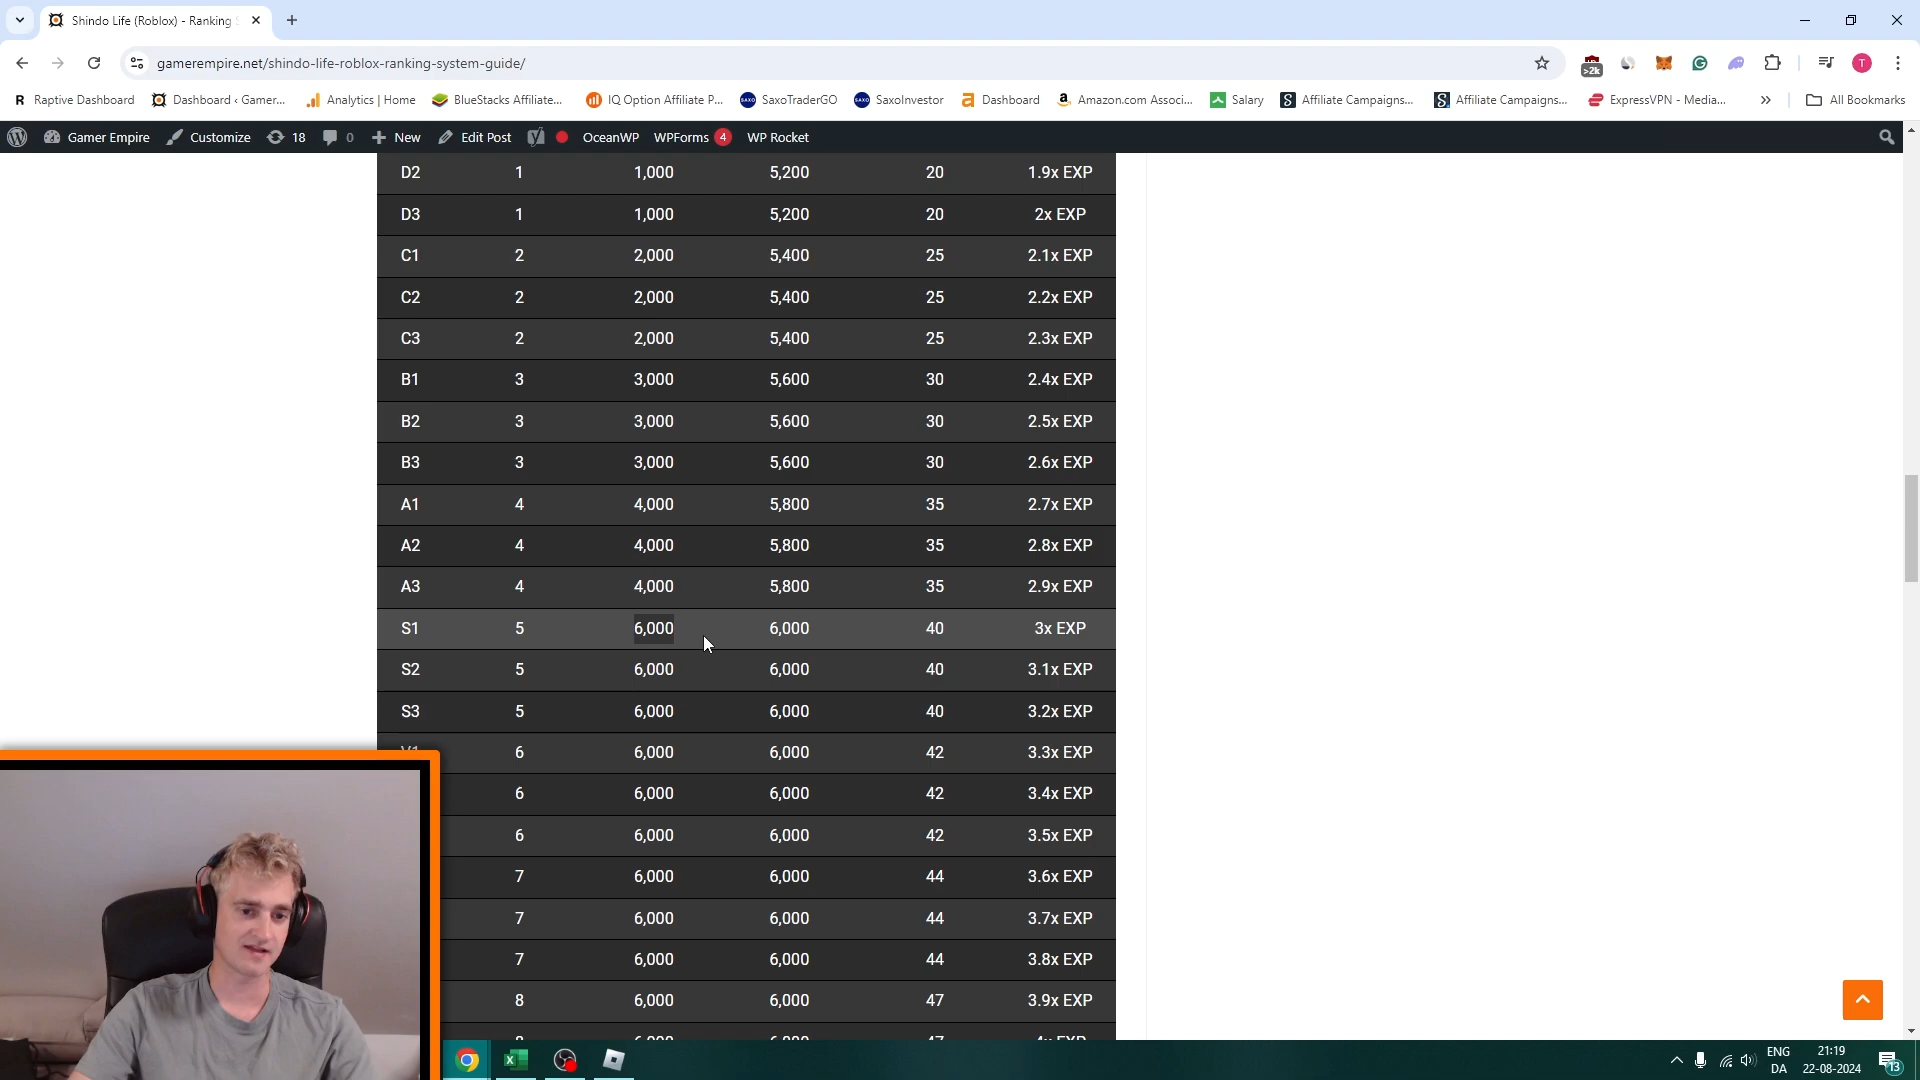 Shindo Life (Roblox) - Ranking
gamerempire.net/shindo-life-roblox-ranking-system-guide/
>2k
T
R Raptive Dashboard
Dashboard ‹ Gamer...
Analytics | Home
BlueStacks Affiliate...
IQ Option Affiliate P...
SaxoTraderGO
SaxoInvestor
Dashboard
Amazon.com Associ...
Salary
Affiliate Campaigns...
Affiliate Campaigns...
ExpressVPN - Media...
All Bookmarks
Gamer Empire
Customize
18
0
New
Edit Post
OceanWP
WPForms 4
WP Rocket
D2 1 1,000 5,200 20 1.9x EXP
D3 1 1,000 5,200 20 2x EXP
C1 2 2,000 5,400 25 2.1x EXP
C2 2 2,000 5,400 25 2.2x EXP
C3 2 2,000 5,400 25 2.3x EXP
B1 3 3,000 5,600 30 2.4x EXP
B2 3 3,000 5,600 30 2.5x EXP
B3 3 3,000 5,600 30 2.6x EXP
A1 4 4,000 5,800 35 2.7x EXP
A2 4 4,000 5,800 35 2.8x EXP
A3 4 4,000 5,800 35 2.9x EXP
S1 5 6,000 6,000 40 3x EXP
S2 5 6,000 6,000 40 3.1x EXP
S3 5 6,000 6,000 40 3.2x EXP
6 6,000 6,000 42 3.3x EXP
6 6,000 6,000 42 3.4x EXP
6 6,000 6,000 42 3.5x EXP
7 6,000 6,000 44 3.6x EXP
7 6,000 6,000 44 3.7x EXP
7 6,000 6,000 44 3.8x EXP
8 6,000 6,000 47 3.9x EXP
ENG
DA
21:19
22-08-2024
13